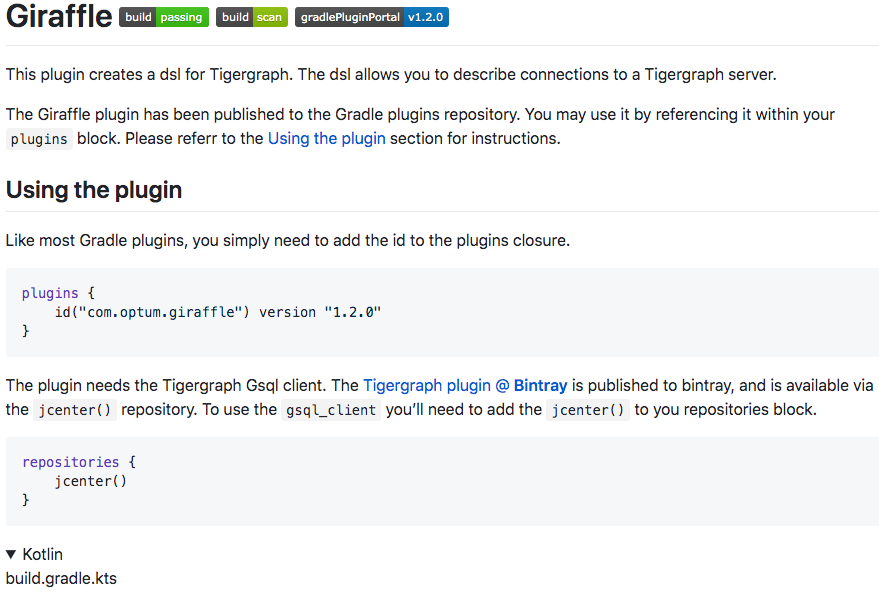 Giraffle build passing build scan gradlePluginPortal v1.2.0
This plugin creates a dsl for Tigergraph. The dsl allows you to describe connections to a Tigergraph server.
The Giraffle plugin has been published to the Gradle plugins repository. You may use it by referencing it within your
plugins block. Please referr to the Using the plugin section for instructions.
Using the plugin
Like most Gradle plugins, you simply need to add the id to the plugins closure.
plugins {
    id("com.optum.giraffle") version "1.2.0"
}
The plugin needs the Tigergraph Gsql client. The Tigergraph plugin @ Bintray is published to bintray, and is available via
the jcenter() repository. To use the gsql_client you’ll need to add the jcenter() to you repositories block.
repositories {
    jcenter()
}
▼ Kotlin
build.gradle.kts